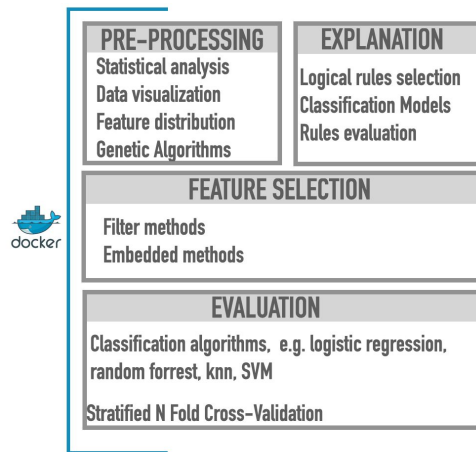 PRE-PROCESSING
Statistical analysis
Data visualization
Feature distribution
Genetic Algorithms
EXPLANATION
Logical rules selection
Classification Models
Rules evaluation
docker
FEATURE SELECTION
Filter methods
Embedded methods
EVALUATION
Classification algorithms, e.g. logistic regression,
random forrest, knn, SVM
Stratified N Fold Cross-Validation